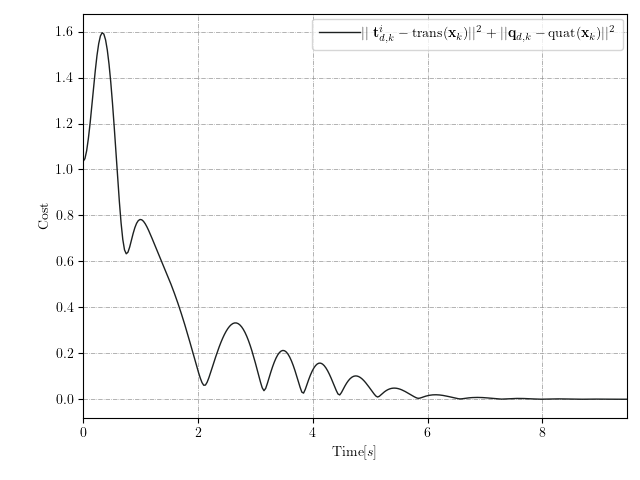 || t^i_{d,k} − trans(x_k)||^2 + ||q_{d,k} − quat(x_k)||^2
1.6
1.4
1.2
1.0
0.8
0.6
0.4
0.2
0.0
Cost
0 2 4 6 8
Time[s]